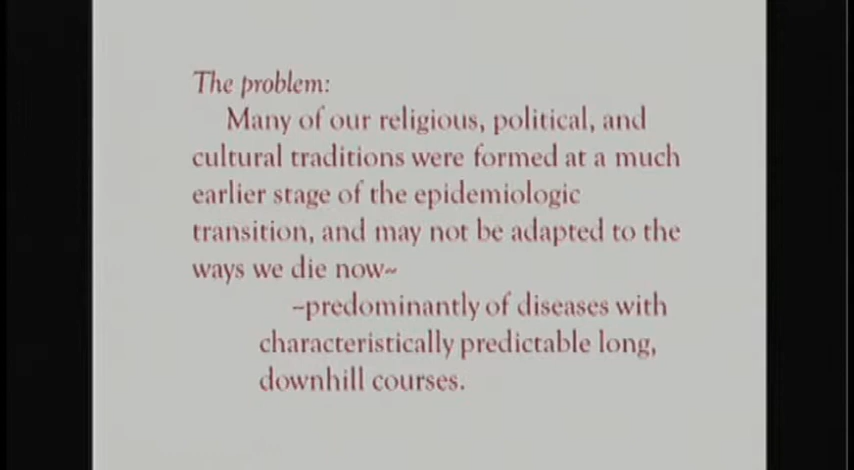 The problem:
Many of our religious, political, and
cultural traditions were formed at a much
earlier stage of the epidemiologic
transition, and may not be adapted to the
ways we die now~
~predominantly of diseases with
characteristically predictable long,
downhill courses.